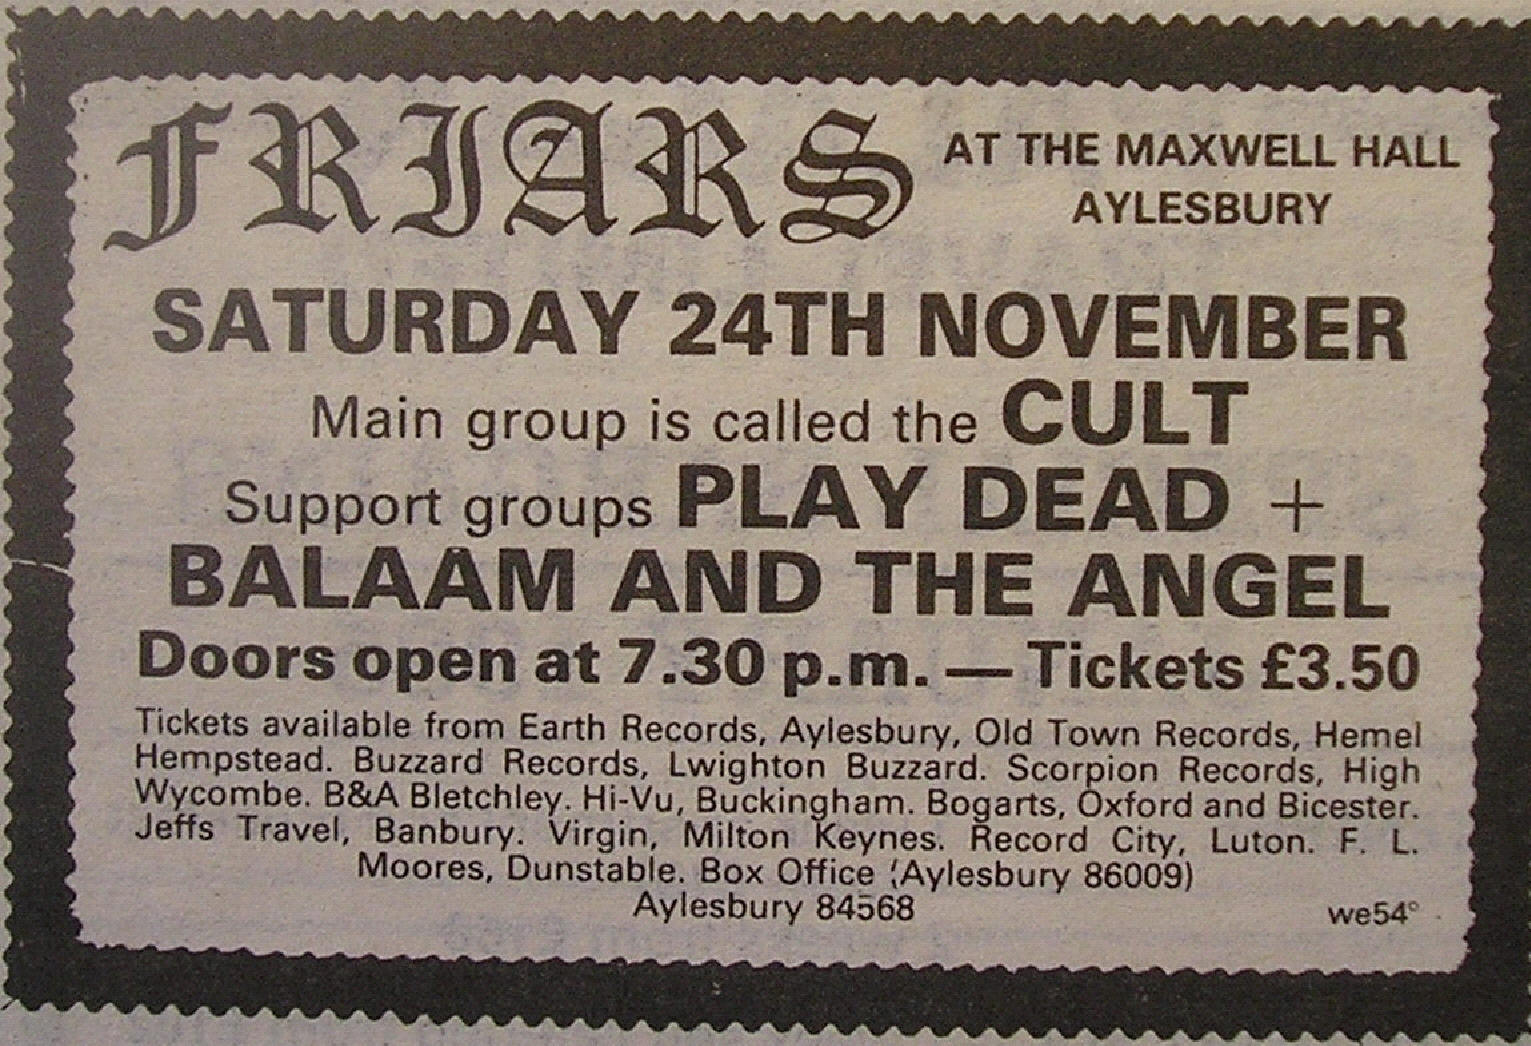 FRIARS AT THE MAXWELL HALL
AYLESBURY
SATURDAY 24TH NOVEMBER
Main group is called the CULT
Support groups PLAY DEAD +
BALAAM AND THE ANGEL
Doors open at 7.30 p.m. — Tickets £3.50
Tickets available from Earth Records, Aylesbury, Old Town Records, Hemel
Hempstead. Buzzard Records, Lwighton Buzzard. Scorpion Records, High
Wycombe. B&A Bletchley. Hi-Vu, Buckingham. Bogarts, Oxford and Bicester.
Jeffs Travel, Banbury. Virgin, Milton Keynes. Record City, Luton. F. L.
Moores, Dunstable. Box Office (Aylesbury 86009)
Aylesbury 84568
we54°